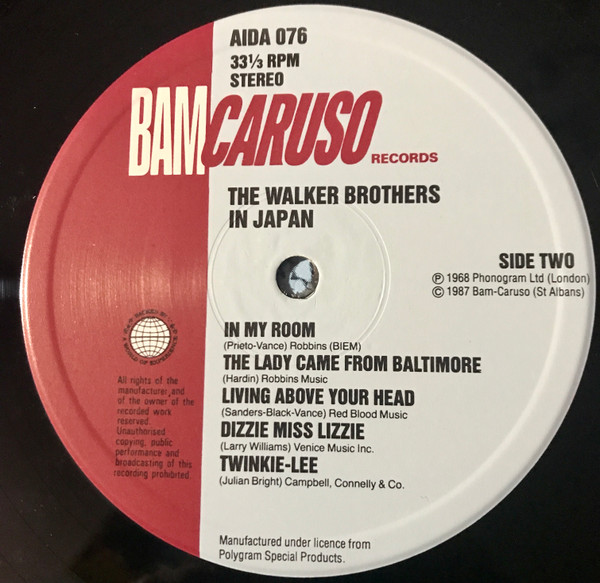 AIDA 076
33⅓ RPM
STEREO
BAMCARUSO RECORDS
THE WALKER BROTHERS
IN JAPAN
SIDE TWO
℗ 1968 Phonogram Ltd (London)
© 1987 Bam-Caruso (St Albans)
IN MY ROOM
(Prieto-Vance) Robbins (BIEM)
THE LADY CAME FROM BALTIMORE
(Hardin) Robbins Music
LIVING ABOVE YOUR HEAD
(Sanders-Black-Vance) Red Blood Music
DIZZIE MISS LIZZIE
(Larry Williams) Venice Music Inc.
TWINKIE-LEE
(Julian Bright) Campbell, Connelly & Co.
All rights of the
manufacturer, and
of the owner of the
recorded work
reserved.
Unauthorised
copying, public
performance and
broadcasting of this
recording prohibited.
Manufactured under licence from
Polygram Special Products.